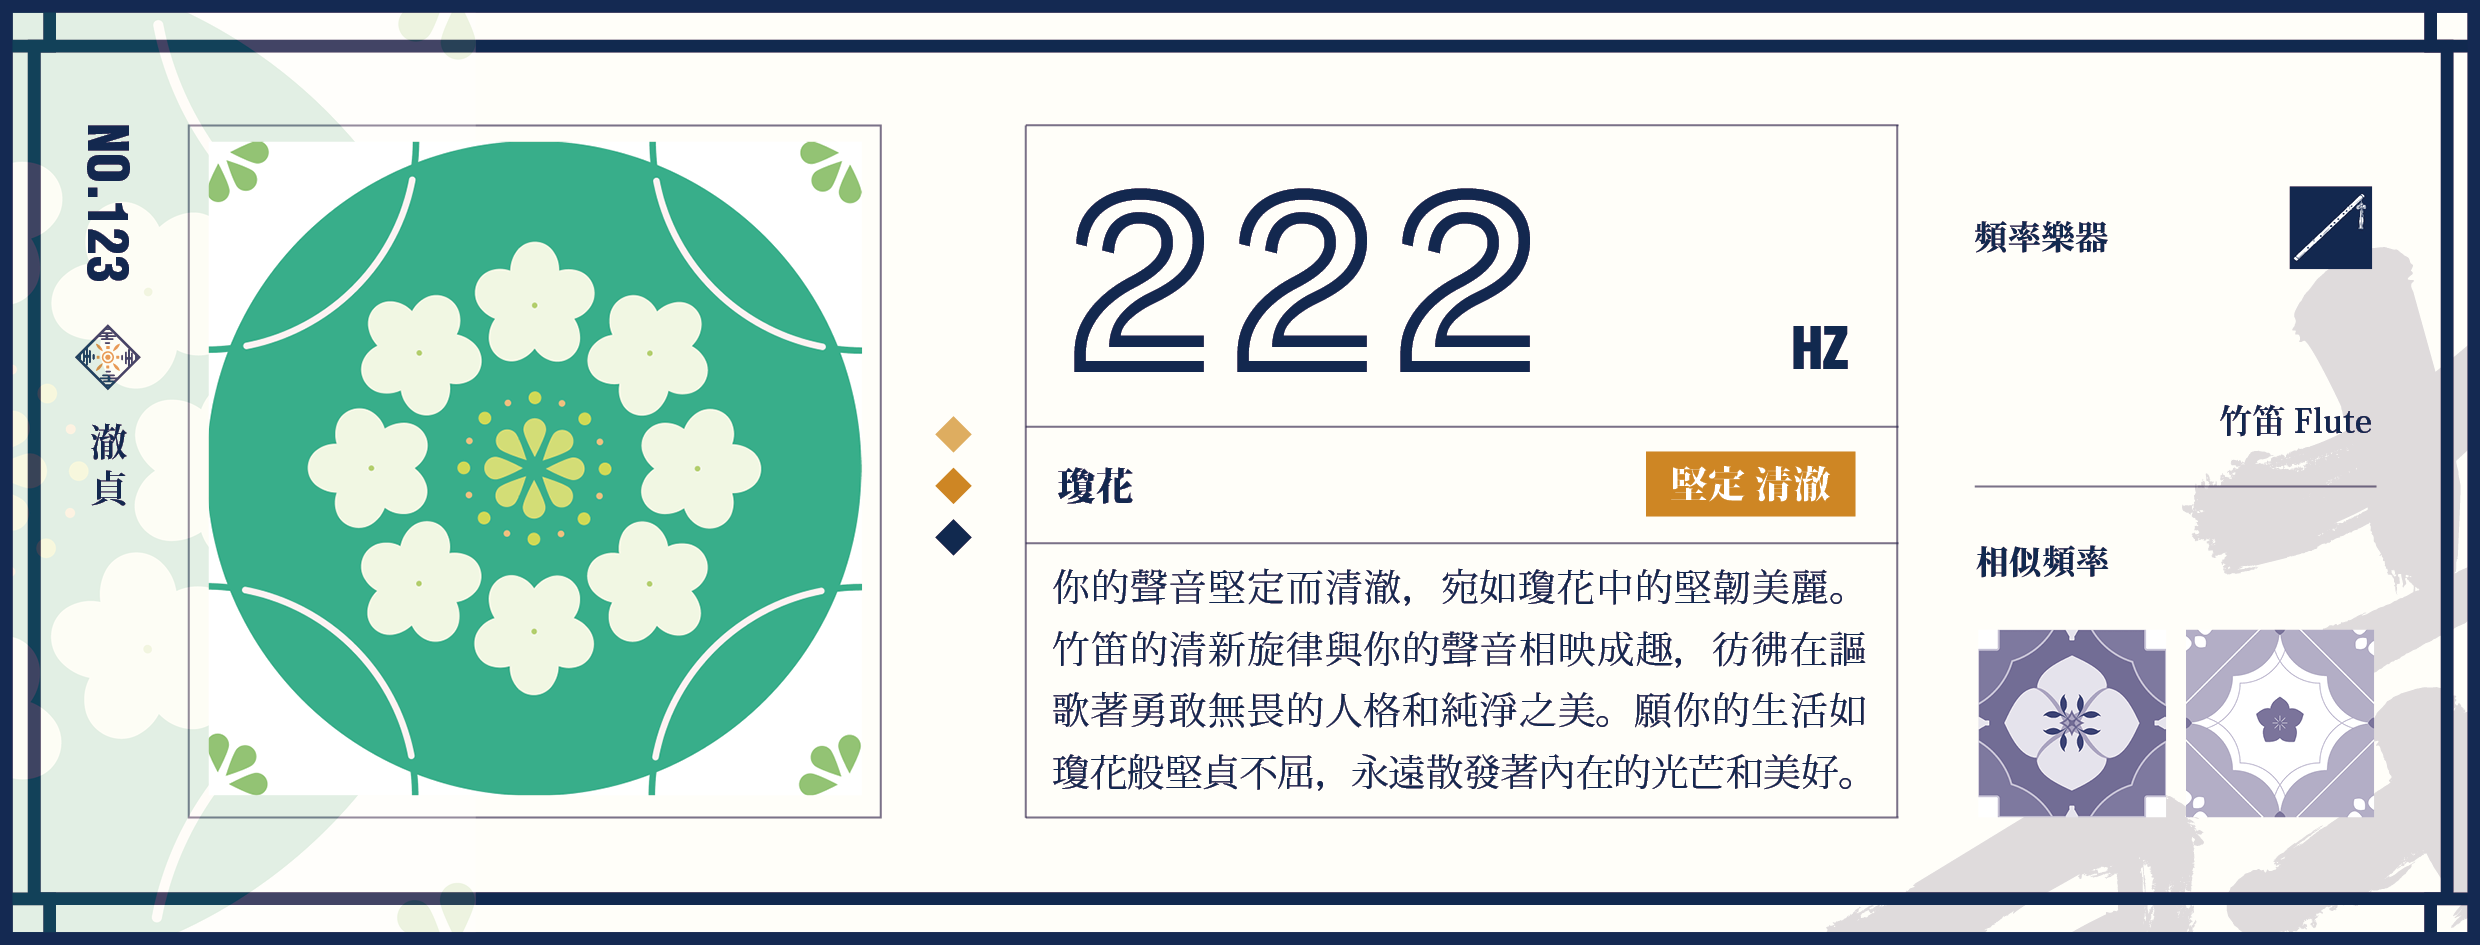 NO.123
澈貞
222
HZ
瓊花
堅定 清澈
你的聲音堅定而清澈，宛如瓊花中的堅韌美麗。
竹笛的清新旋律與你的聲音相映成趣，彷彿在謳
歌著勇敢無畏的人格和純淨之美。願你的生活如
瓊花般堅貞不屈，永遠散發著內在的光芒和美好。
頻率樂器
竹笛 Flute
相似頻率